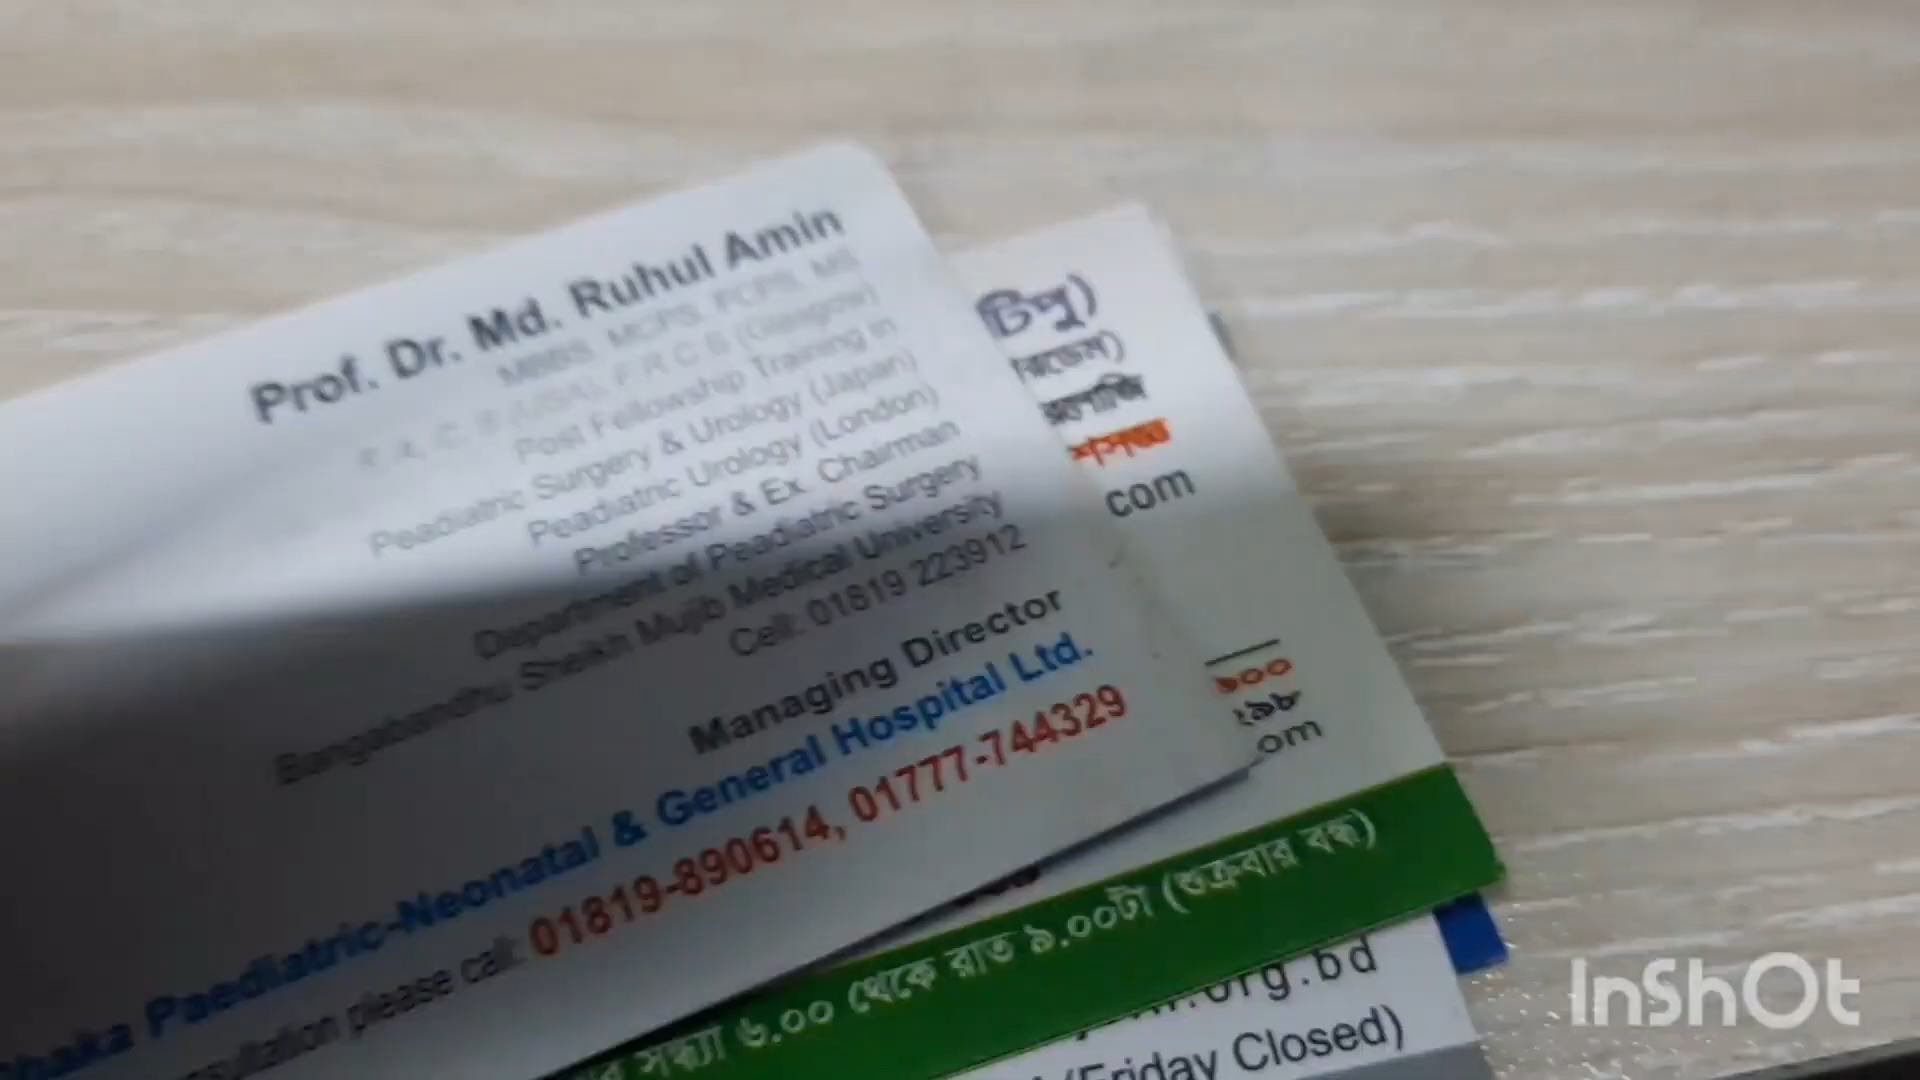 Prof. Dr. Md. Ruhul Amin
MBBS, MCPS, FCPS, MS
F. A. C. S (USA), F R C S (Glasgow)
Post Fellowship Training in
Peadiatric Surgery & Urology (Japan)
Peadiatric Urology (London)
Professor & Ex. Chairman
Department of Peadiatric Surgery
Bangabandhu Sheikh Mujib Medical University
Cell: 01819 223912
Managing Director
Dhaka Paediatric-Neonatal & General Hospital Ltd.
please call: 01819-890614, 01777-744329
টিপু)
com
১০০
om
সন্ধ্যা ৬.০০ থেকে রাত ৯.০০টা (শুক্রবার বন্ধ)
.org.bd
(Friday Closed)
InShOt